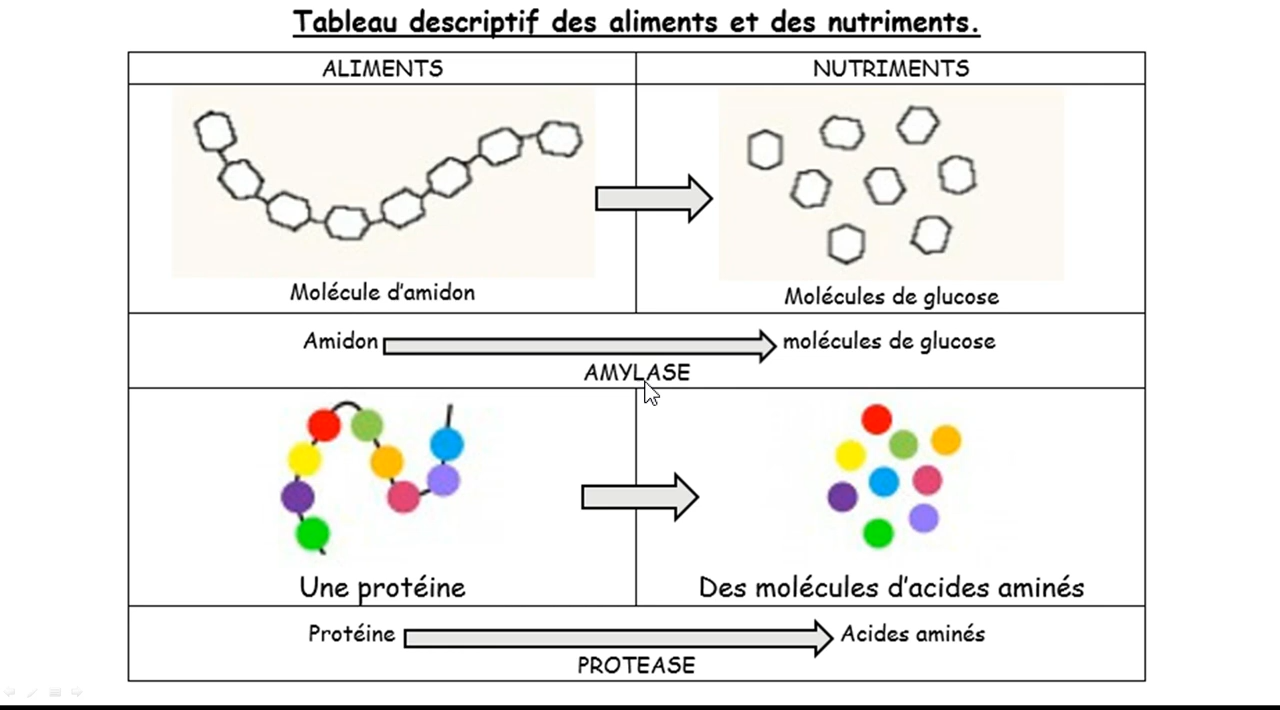 Tableau descriptif des aliments et des nutriments.
ALIMENTS
NUTRIMENTS
Molécule d'amidon
Molécules de glucose
Amidon
molécules de glucose
AMYLASE
Une protéine
Des molécules d'acides aminés
Protéine
Acides aminés
PROTEASE